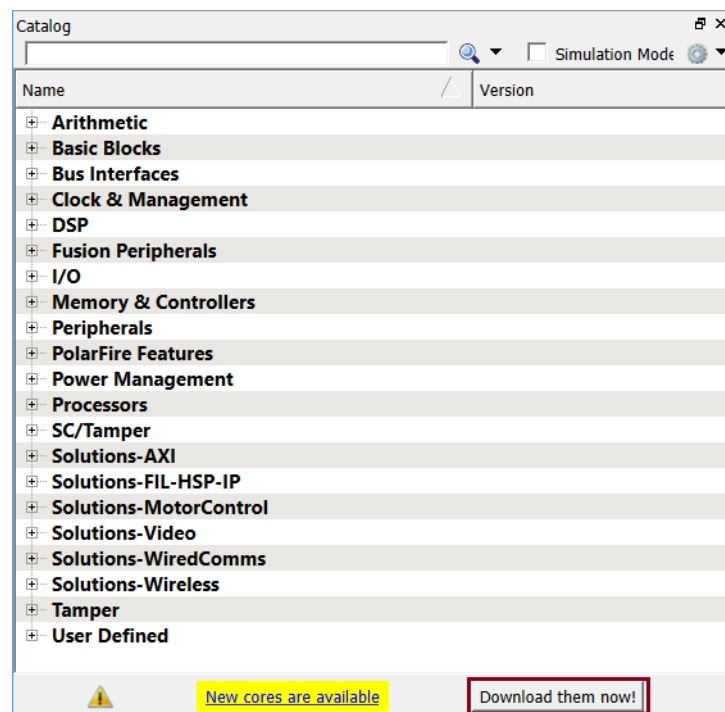 Catalog
Simulation Mode
Name Version
Arithmetic
Basic Blocks
Bus Interfaces
Clock & Management
DSP
Fusion Peripherals
I/O
Memory & Controllers
Peripherals
PolarFire Features
Power Management
Processors
SC/Tamper
Solutions-AXI
Solutions-FIL-HSP-IP
Solutions-MotorControl
Solutions-Video
Solutions-WiredComms
Solutions-Wireless
Tamper
User Defined
New cores are available Download them now!